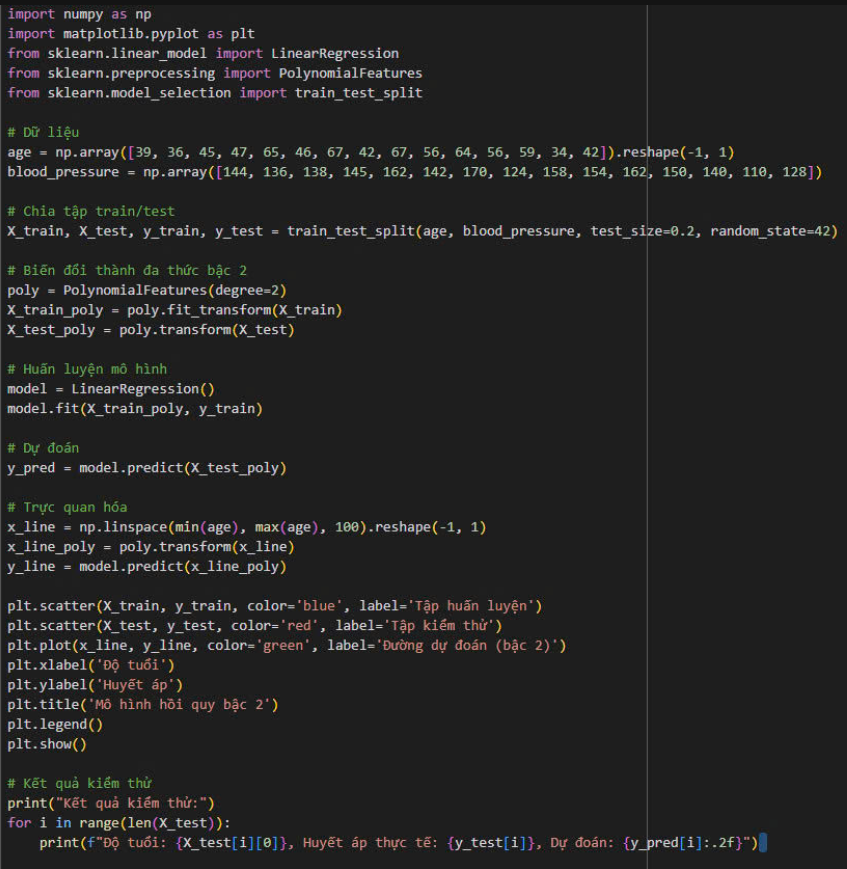 import numpy as np
import matplotlib.pyplot as plt
from sklearn.linear_model import LinearRegression
from sklearn.preprocessing import PolynomialFeatures
from sklearn.model_selection import train_test_split
# Dữ liệu
age = np.array([39, 36, 45, 47, 65, 46, 67, 42, 67, 56, 64, 56, 59, 34, 42]).reshape(-1, 1)
blood_pressure = np.array([144, 136, 138, 145, 162, 142, 170, 124, 158, 154, 162, 150, 140, 110, 128])
# Chia tập train/test
X_train, X_test, y_train, y_test = train_test_split(age, blood_pressure, test_size=0.2, random_state=42)
# Biến đổi thành đa thức bậc 2
poly = PolynomialFeatures(degree=2)
X_train_poly = poly.fit_transform(X_train)
X_test_poly = poly.transform(X_test)
# Huấn luyện mô hình
model = LinearRegression()
model.fit(X_train_poly, y_train)
# Dự đoán
y_pred = model.predict(X_test_poly)
# Trực quan hóa
x_line = np.linspace(min(age), max(age), 100).reshape(-1, 1)
x_line_poly = poly.transform(x_line)
y_line = model.predict(x_line_poly)
plt.scatter(X_train, y_train, color='blue', label='Tập huấn luyện')
plt.scatter(X_test, y_test, color='red', label='Tập kiểm thử')
plt.plot(x_line, y_line, color='green', label='Đường dự đoán (bậc 2)')
plt.xlabel('Độ tuổi')
plt.ylabel('Huyết áp')
plt.title('Mô hình hồi quy bậc 2')
plt.legend()
plt.show()
# Kết quả kiểm thử
print("Kết quả kiểm thử:")
for i in range(len(X_test)):
    print(f"Độ tuổi: {X_test[i][0]}, Huyết áp thực tế: {y_test[i]}, Dự đoán: {y_pred[i]:.2f}")